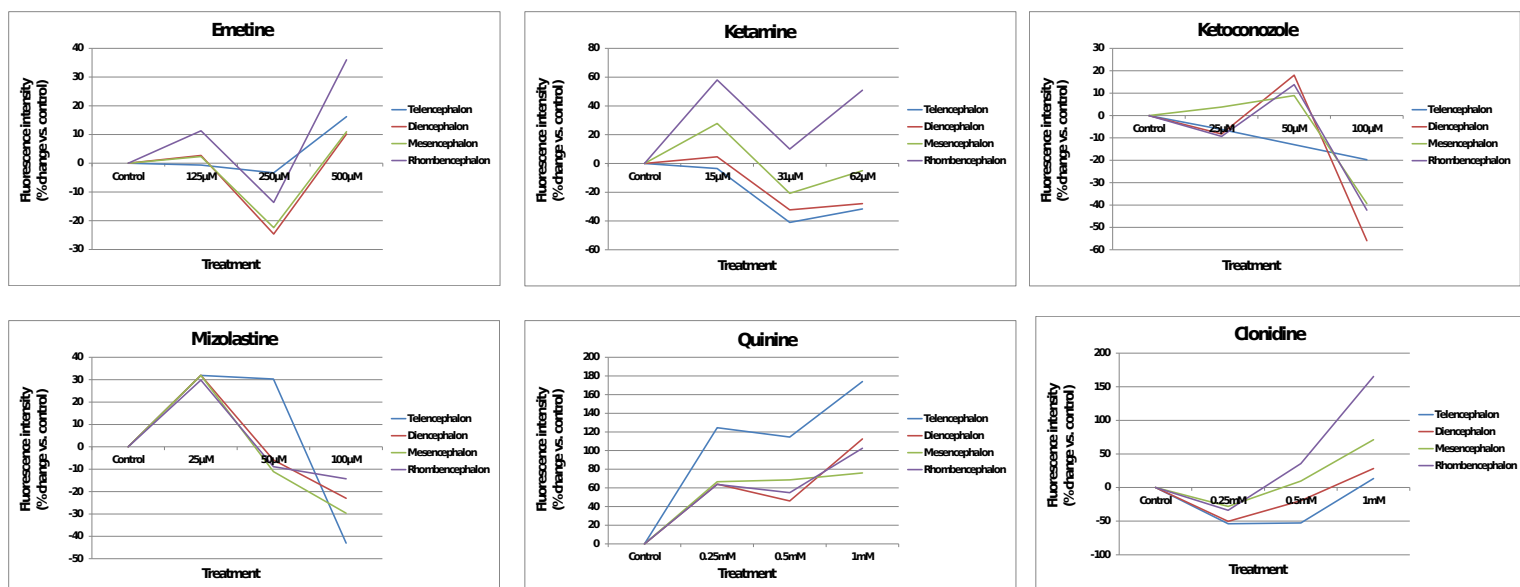 Emetine
Fluorescence intensity
(% change vs. control)
40
30
20
10
0
-10
-20
-30
Control 125µM 250µM 500µM
Treatment
Telencephalon
Diencephalon
Mesencephalon
Rhombencephalon
Ketamine
Fluorescence intensity
(% change vs. control)
80
60
40
20
0
-20
-40
-60
Control 15µM 31µM 62µM
Treatment
Telencephalon
Diencephalon
Mesencephalon
Rhombencephalon
Ketoconozole
Fluorescence intensity
(% change vs. control)
30
20
10
0
-10
-20
-30
-40
-50
-60
Control 25µM 50µM 100µM
Treatment
Telencephalon
Diencephalon
Mesencephalon
Rhombencephalon
Mizolastine
Fluorescence intensity
(% change vs. control)
40
30
20
10
0
-10
-20
-30
-40
-50
Control 25µM 50µM 100µM
Treatment
Telencephalon
Diencephalon
Mesencephalon
Rhombencephalon
Quinine
Fluorescence intensity
(% change vs. control)
200
180
160
140
120
100
80
60
40
20
0
Control 0.25mM 0.5mM 1mM
Treatment
Telencephalon
Diencephalon
Mesencephalon
Rhombencephalon
Clonidine
Fluorescence intensity
(% change vs. control)
200
150
100
50
0
-50
-100
Control 0.25mM 0.5mM 1mM
Treatment
Telencephalon
Diencephalon
Mesencephalon
Rhombencephalon